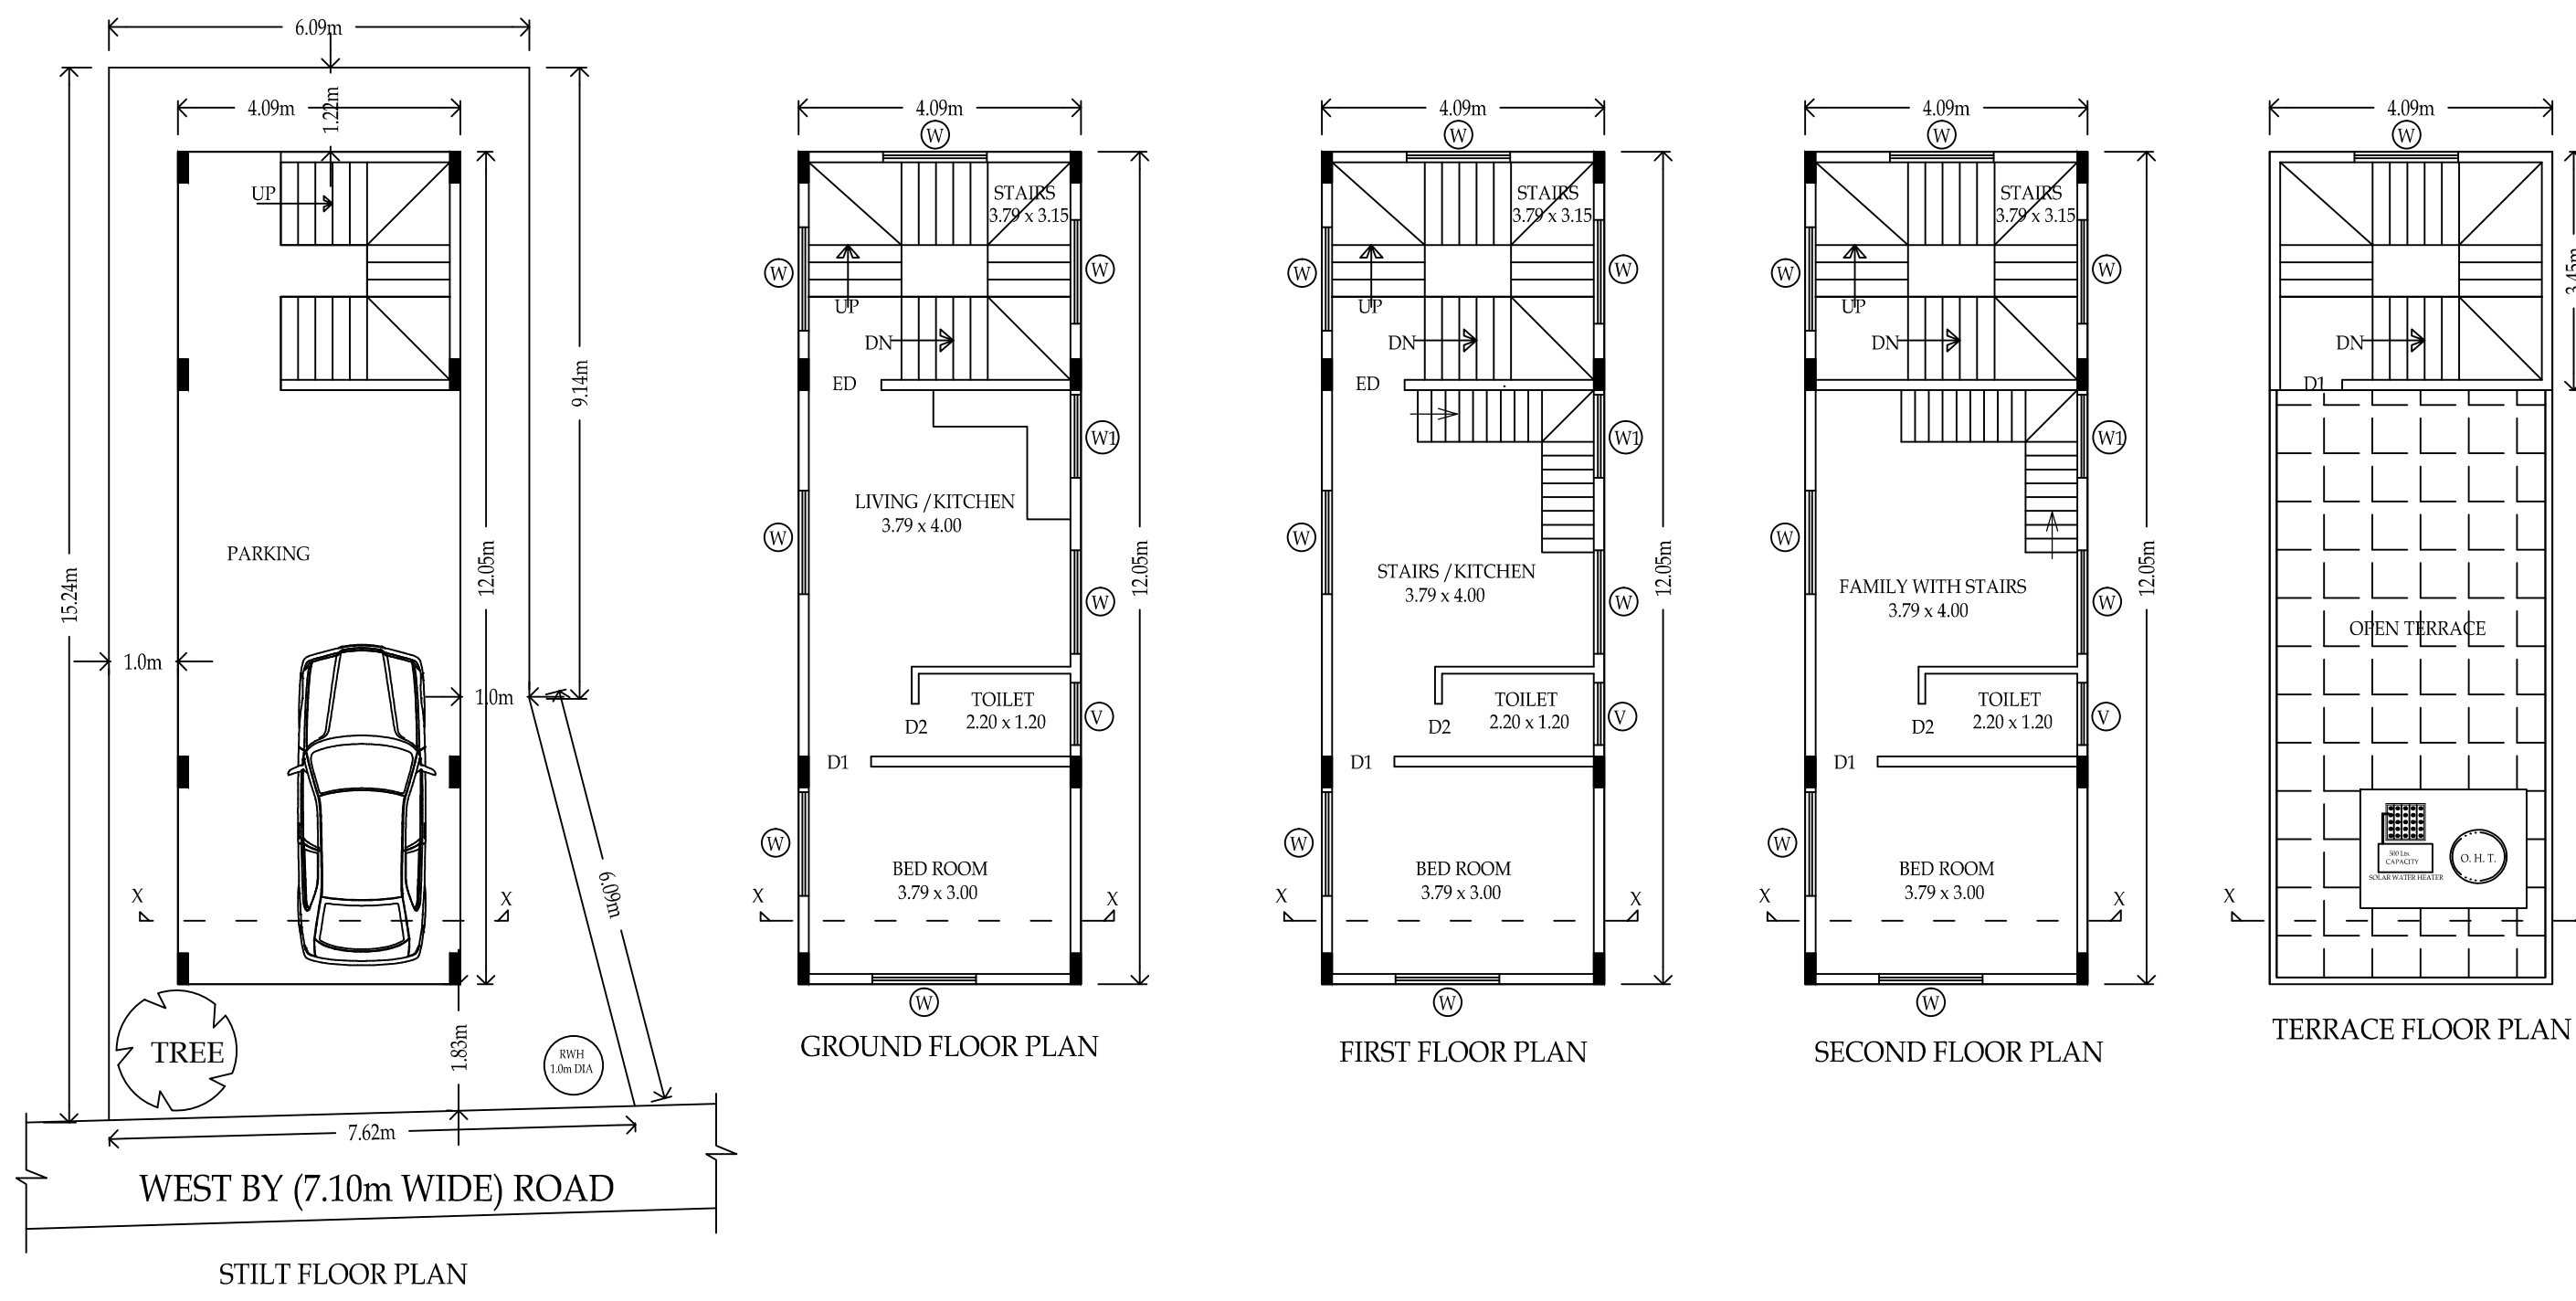 6.09m
4.09m
1.22m
UP
15.24m
9.14m
PARKING
12.05m
1.0m
1.0m
6.09m
X
X
TREE
1.83m
RWH
1.0m DIA
7.62m
WEST BY (7.10m WIDE) ROAD
STILT FLOOR PLAN
4.09m
W
STAIRS
3.79 x 3.15
W
W
UP
DN
ED
W1
LIVING /KITCHEN
3.79 x 4.00
W
12.05m
W
TOILET
2.20 x 1.20
V
D2
D1
W
BED ROOM
3.79 x 3.00
X
X
W
GROUND FLOOR PLAN
4.09m
W
STAIRS
3.79 x 3.15
W
W
UP
DN
ED
W1
W
STAIRS /KITCHEN
3.79 x 4.00
12.05m
W
TOILET
2.20 x 1.20
V
D2
D1
W
BED ROOM
3.79 x 3.00
X
X
W
FIRST FLOOR PLAN
4.09m
W
STAIRS
3.79 x 3.15
W
W
UP
DN
W1
W
FAMILY WITH STAIRS
3.79 x 4.00
12.05m
W
TOILET
2.20 x 1.20
V
D2
D1
W
BED ROOM
3.79 x 3.00
X
X
W
SECOND FLOOR PLAN
4.09m
W
3.45m
DN
D1
OPEN TERRACE
500 Lts.
CAPACITY
SOLAR WATER HEATER
O. H. T.
X
TERRACE FLOOR PLAN